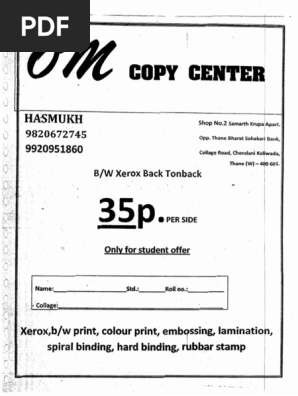 PDF
OM COPY CENTER
HASMUKH
9820672745
9920951860
Shop No.2 Samarth Krupa Apart.
Opp. Thane Bharat Sahakari Bank,
Collage Road, Chendani Koliwada,
Thane (W) – 400 601.
B/W Xerox Back Tonback
35p. PER SIDE
Only for student offer
Name: Std.: Roll no.:
Collage:
Xerox,b/w print, colour print, embossing, lamination,
spiral binding, hard binding, rubbar stamp